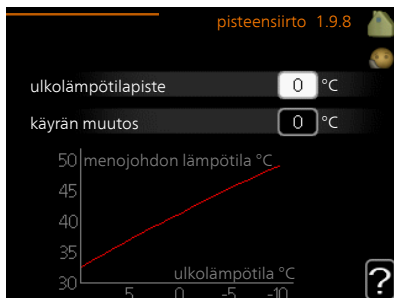 pisteensiirto 1.9.8
ulkolämpötilapiste 0 °C
käyrän muutos 0 °C
50 menojohdon lämpötila °C
45
40
35
30
ulkolämpötila °C
5 0 -5 -10
?